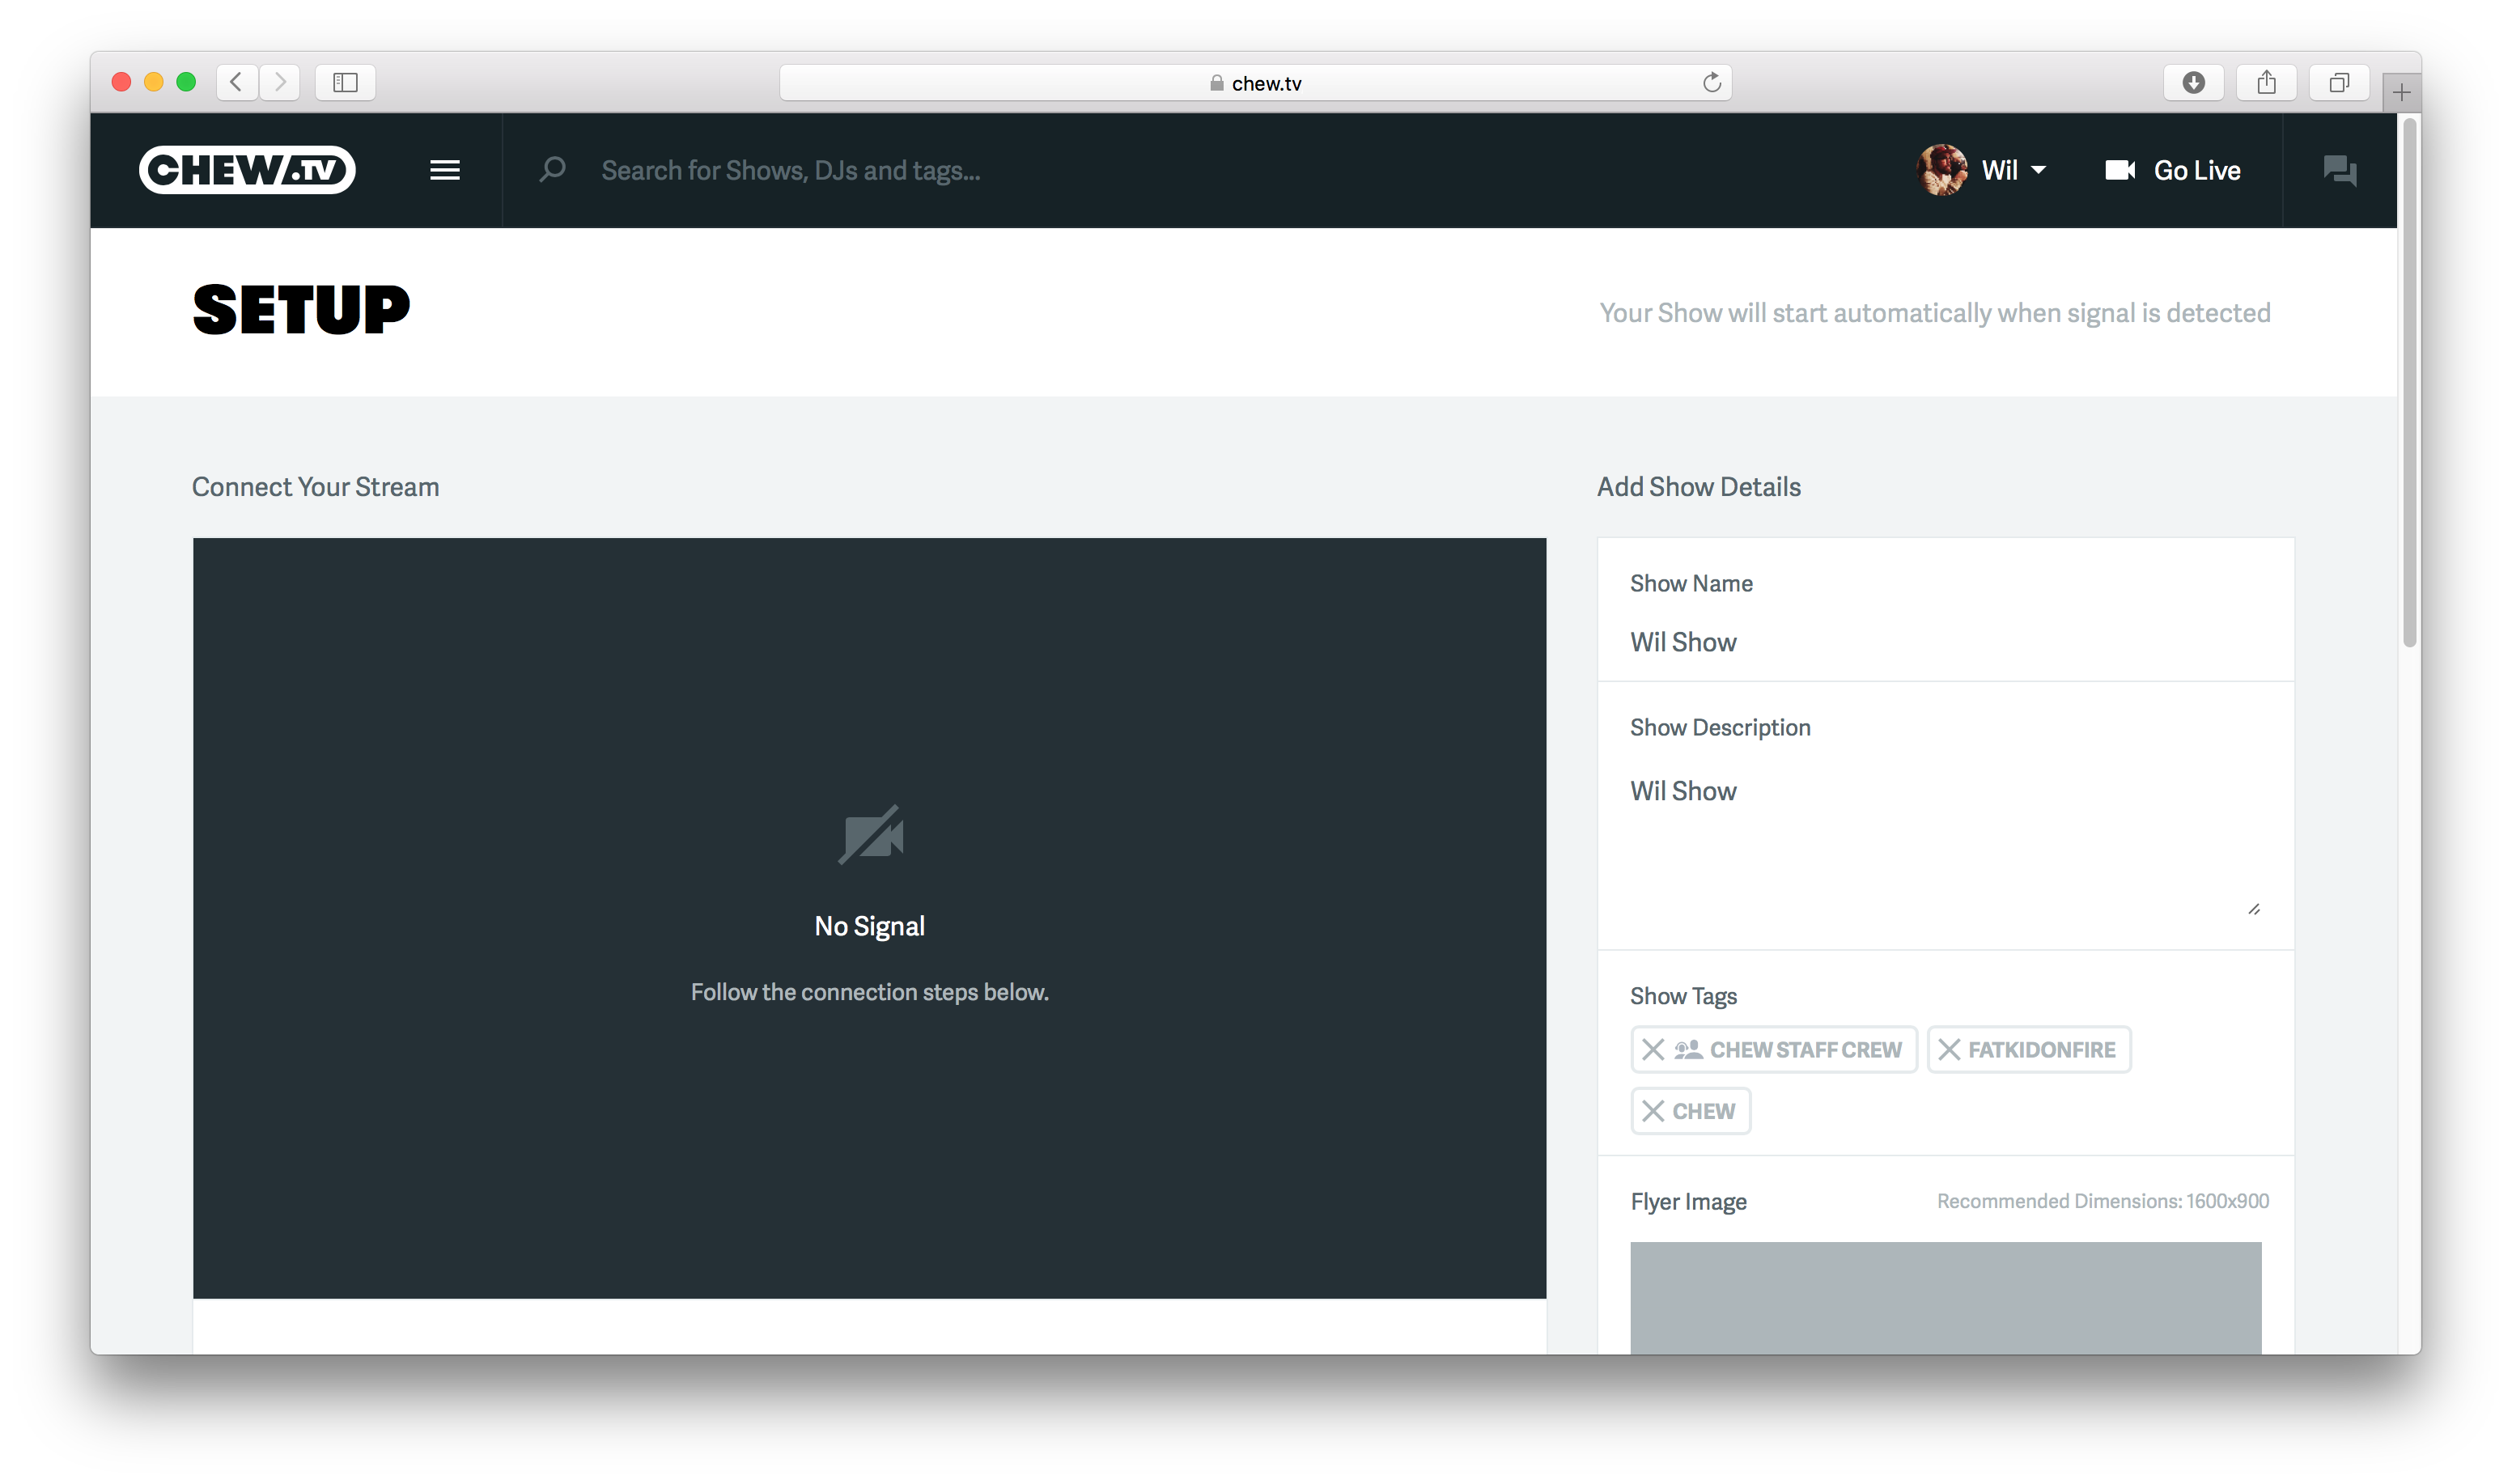 chew.tv
CHEW.TV
Search for Shows, DJs and tags...
Wil
Go Live
SETUP
Your Show will start automatically when signal is detected
Connect Your Stream
No Signal
Follow the connection steps below.
Add Show Details
Show Name
Wil Show
Show Description
Wil Show
Show Tags
CHEW STAFF CREW
FATKIDONFIRE
CHEW
Flyer Image
Recommended Dimensions: 1600x900